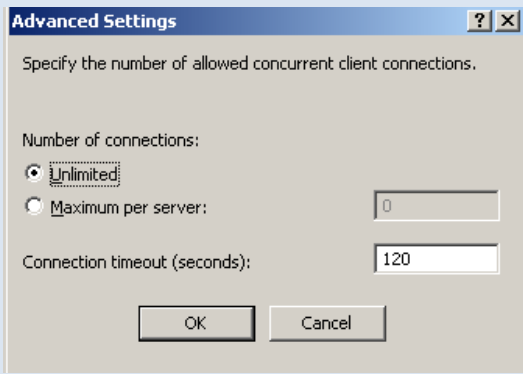 Advanced Settings
Specify the number of allowed concurrent client connections.
Number of connections:
Unlimited
Maximum per server: 0
Connection timeout (seconds): 120
OK Cancel